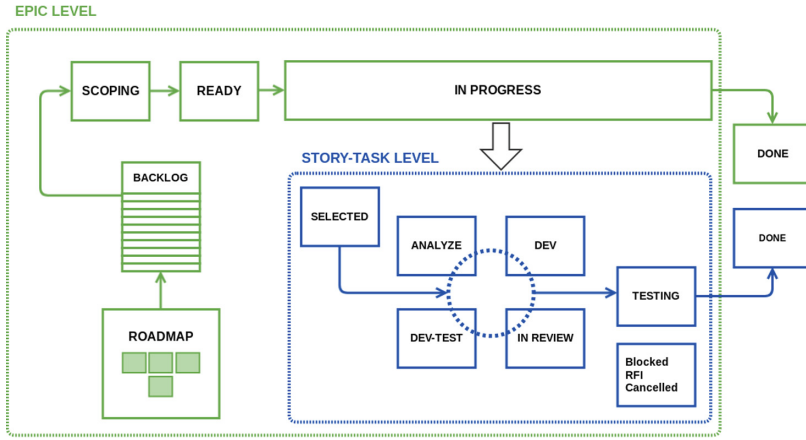 EPIC LEVEL
SCOPING
READY
IN PROGRESS
DONE
BACKLOG
ROADMAP
STORY-TASK LEVEL
SELECTED
ANALYZE
DEV
DEV-TEST
IN REVIEW
TESTING
DONE
Blocked
RFI
Cancelled